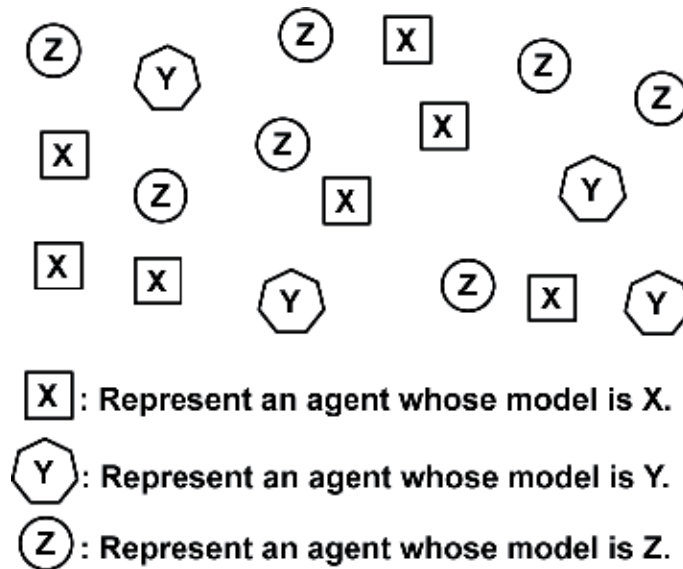 Z
Z
X
Z
Y
Z
X
Z
X
Z
X
Y
X
X
Z
X
Y
Y
X : Represent an agent whose model is X.
Y : Represent an agent whose model is Y.
Z : Represent an agent whose model is Z.